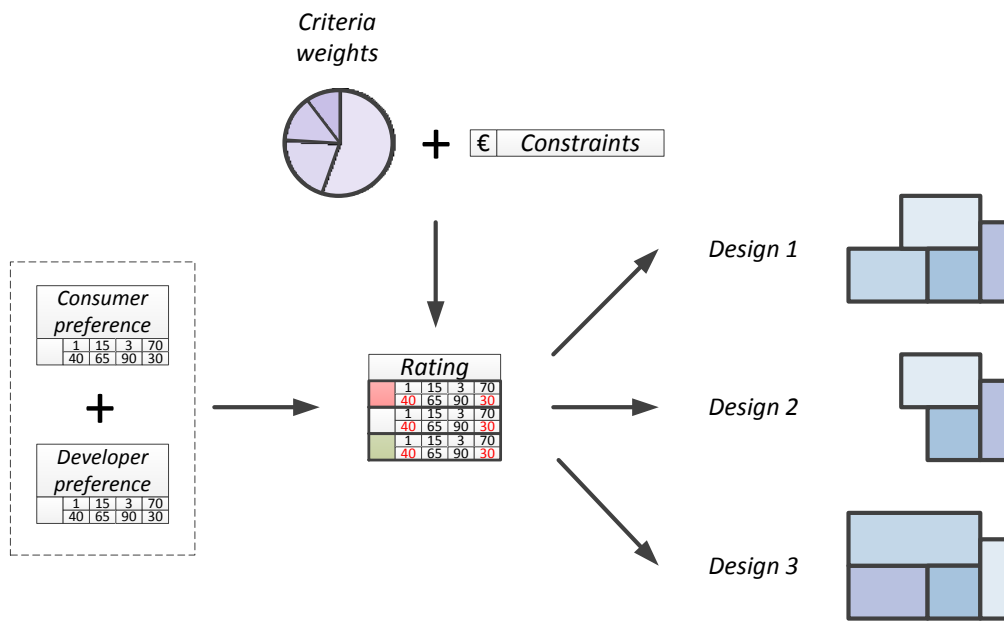 Criteria
weights
+
€ Constraints
Consumer
preference
1 15 3 70
40 65 90 30
+
Developer
preference
1 15 3 70
40 65 90 30
Rating
1 15 3 70
40 65 90 30
1 15 3 70
40 65 90 30
1 15 3 70
40 65 90 30
Design 1
Design 2
Design 3